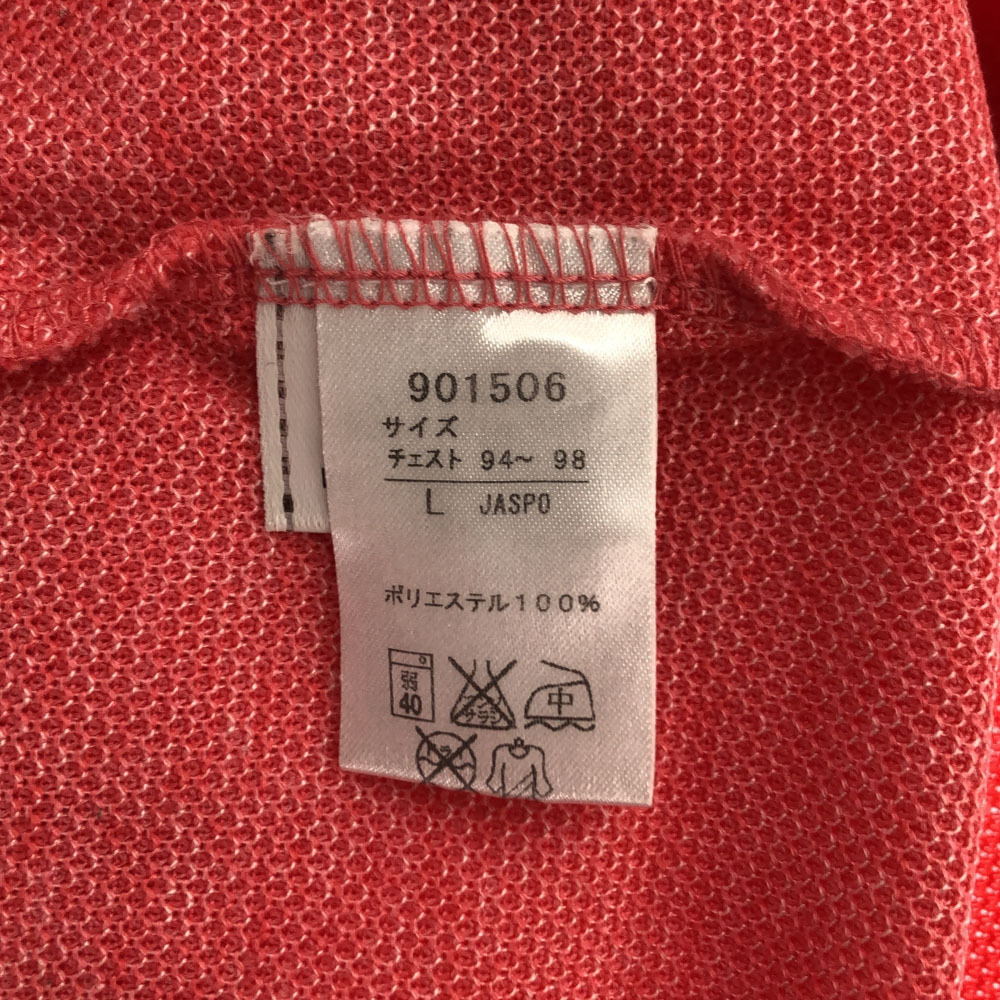 901506
サイズ
チェスト 94～ 98
L JASPO
ポリエステル100%
弱
40
中